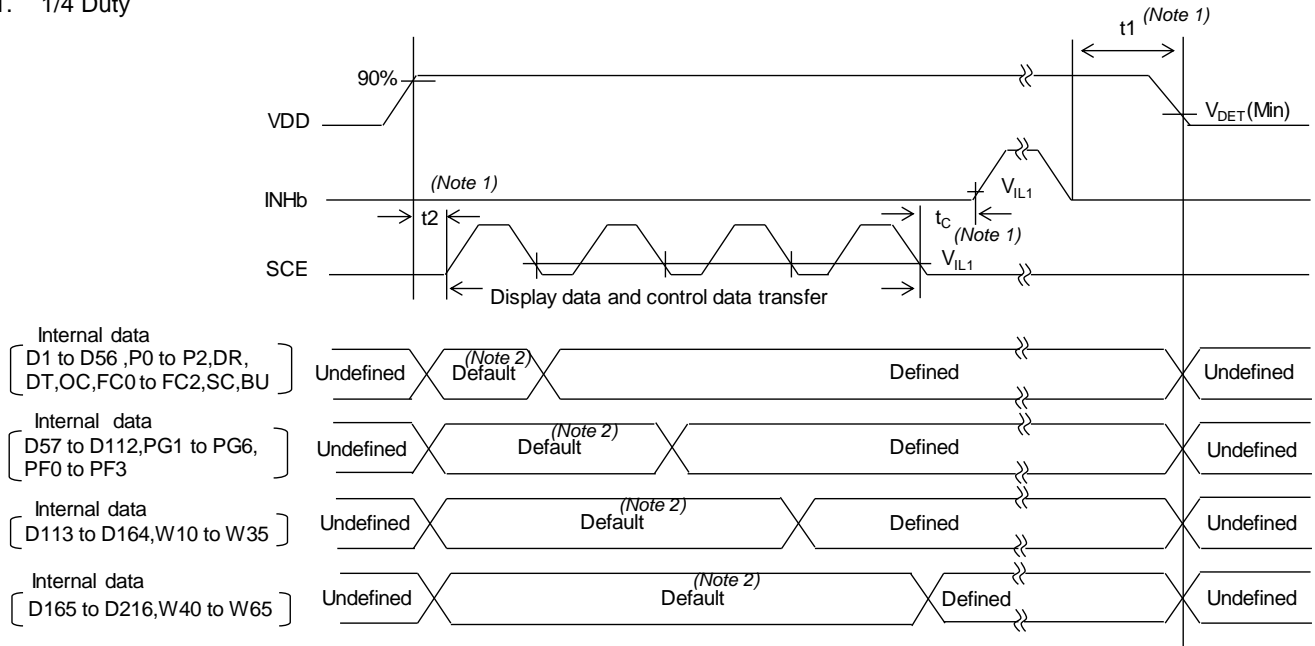 1. 1/4 Duty
t1 (Note 1)
90%
VDD
VDET(Min)
(Note 1)
INHb
VIL1
t2
tC
(Note 1)
SCE
VIL1
Display data and control data transfer
Internal data
D1 to D56 ,P0 to P2,DR,
DT,OC,FC0 to FC2,SC,BU
Undefined
(Note 2)
Default
Defined
Undefined
Internal data
D57 to D112,PG1 to PG6,
PF0 to PF3
Undefined
(Note 2)
Default
Defined
Undefined
Internal data
D113 to D164,W10 to W35
Undefined
(Note 2)
Default
Defined
Undefined
Internal data
D165 to D216,W40 to W65
Undefined
(Note 2)
Default
Defined
Undefined